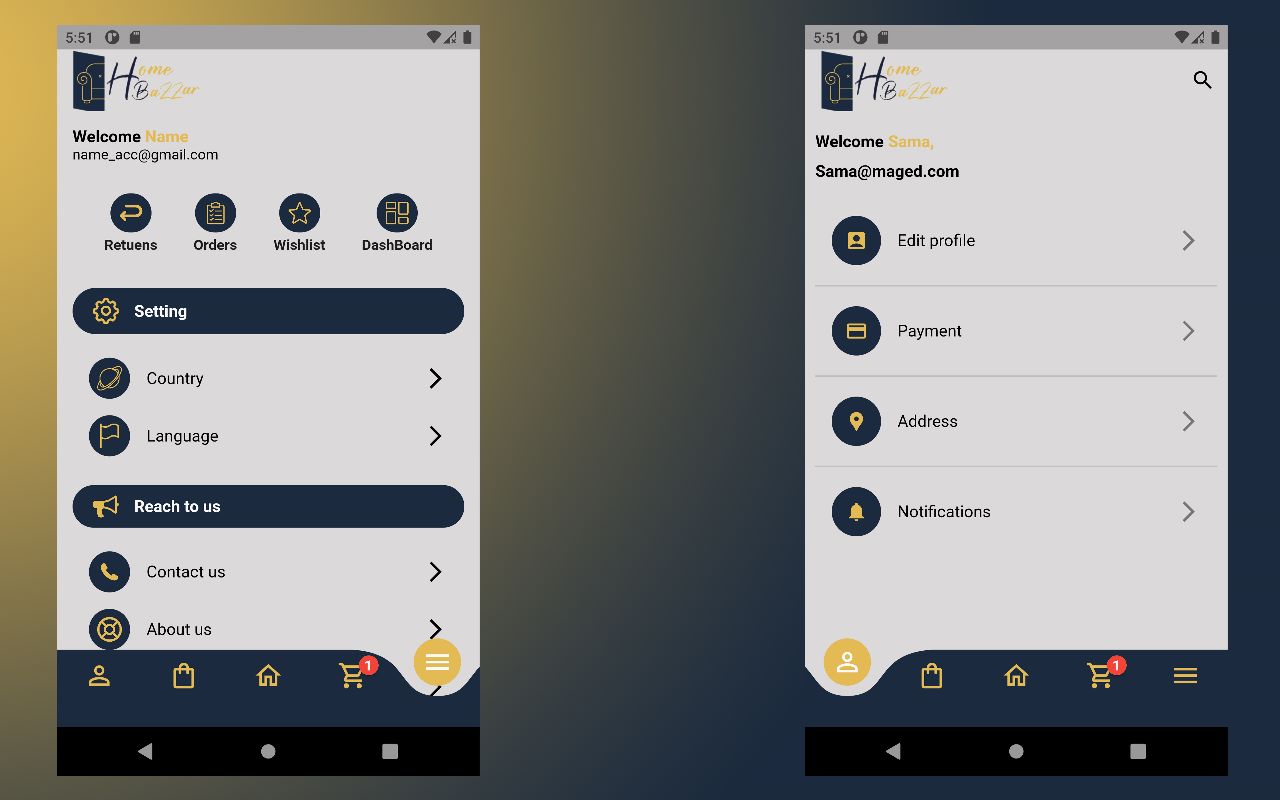 5:51
Home
BaZZar
Welcome Name
name_acc@gmail.com
Retuens
Orders
Wishlist
DashBoard
Setting
Country
Language
Reach to us
Contact us
About us
1
5:51
Home
BaZZar
Welcome Sama,
Sama@maged.com
Edit profile
Payment
Address
Notifications
1